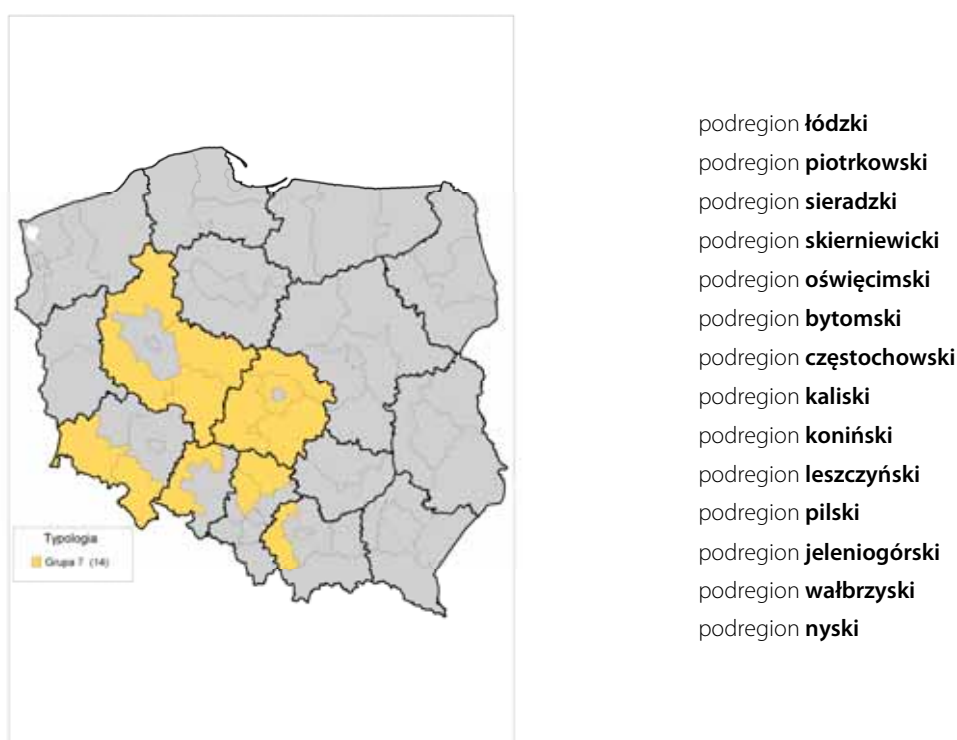 podregion łódzki
podregion piotrkowski
podregion sieradzki
podregion skierniewicki
podregion oświęcimski
podregion bytomski
podregion częstochowski
podregion kaliski
podregion koniński
podregion leszczyński
podregion pilski
podregion jeleniogórski
podregion wałbrzyski
podregion nyski
Typologia
Grupa 7 (14)